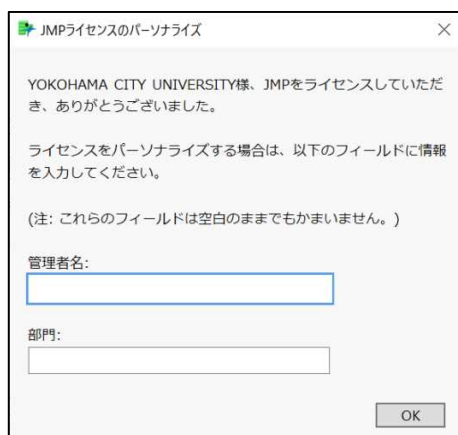 JMPライセンスのパーソナライズ
YOKOHAMA CITY UNIVERSITY様、JMPをライセンスしていただ
き、ありがとうございました。
ライセンスをパーソナライズする場合は、以下のフィールドに情報
を入力してください。
(注: これらのフィールドは空白のままでもかまいません。)
管理者名:
部門:
OK